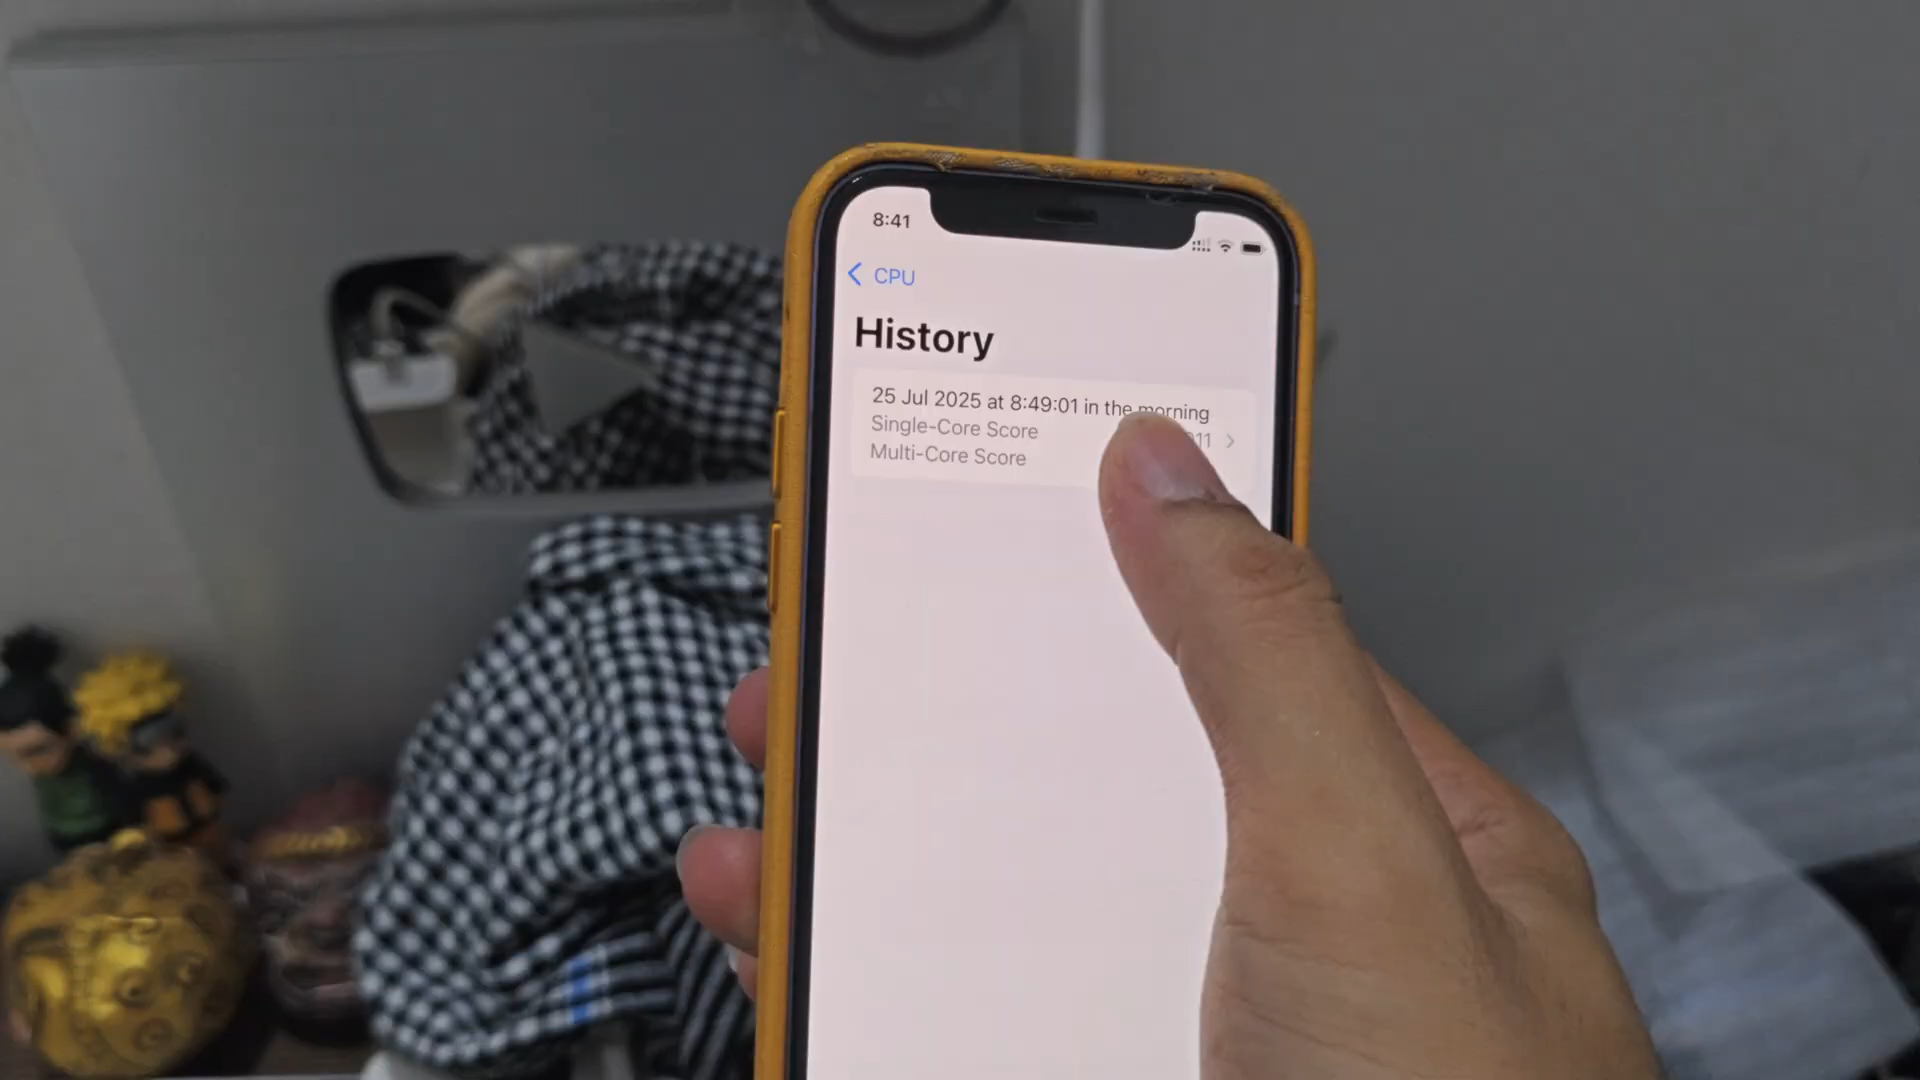 8:41
CPU
History
25 Jul 2025 at 8:49:01 in the morning
Single-Core Score
Multi-Core Score